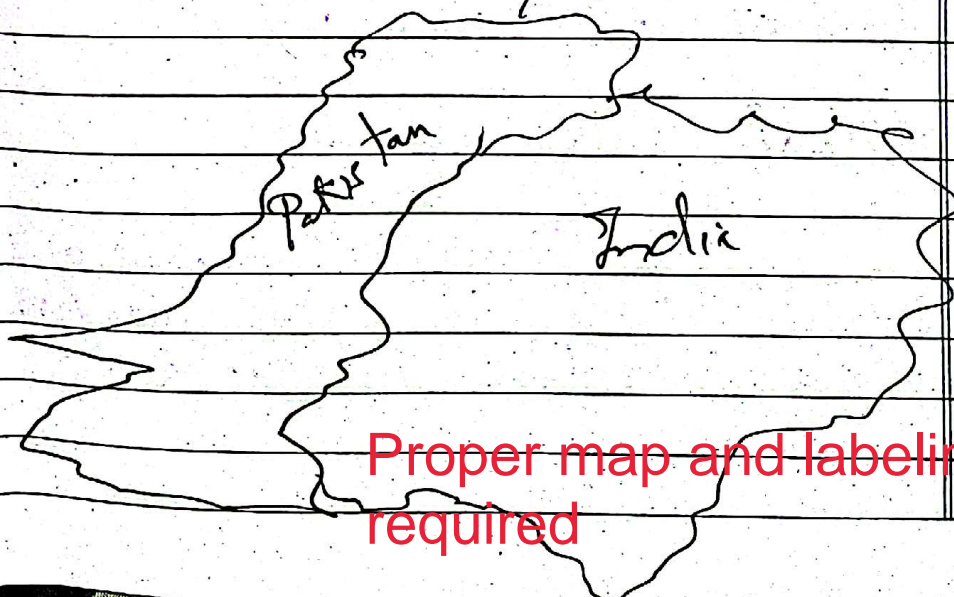 Pakistan
India
Proper map and labelin
required